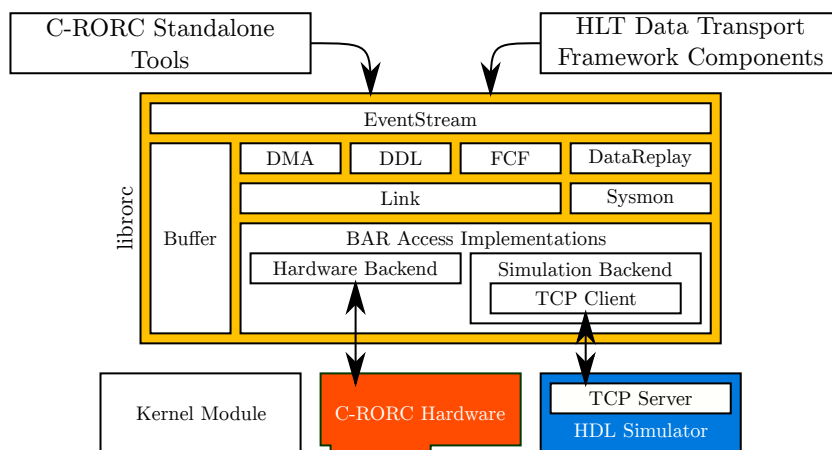 C-RORC Standalone
Tools
HLT Data Transport
Framework Components
librorc
EventStream
Buffer
DMA
DDL
FCF
DataReplay
Link
Sysmon
BAR Access Implementations
Hardware Backend
Simulation Backend
TCP Client
Kernel Module
C-RORC Hardware
TCP Server
HDL Simulator